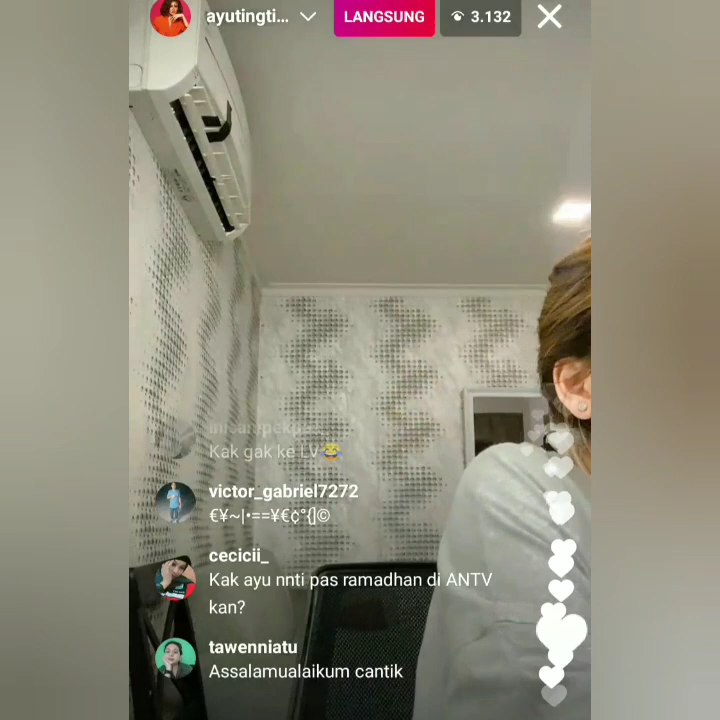 ayutingti...
LANGSUNG
3.132
Kak gak ke LV😂
victor_gabriel7272
€¥~|•==¥€¢°{]©
cecicii_
Kak ayu nnti pas ramadhan di ANTV
kan?
tawenniatu
Assalamualaikum cantik